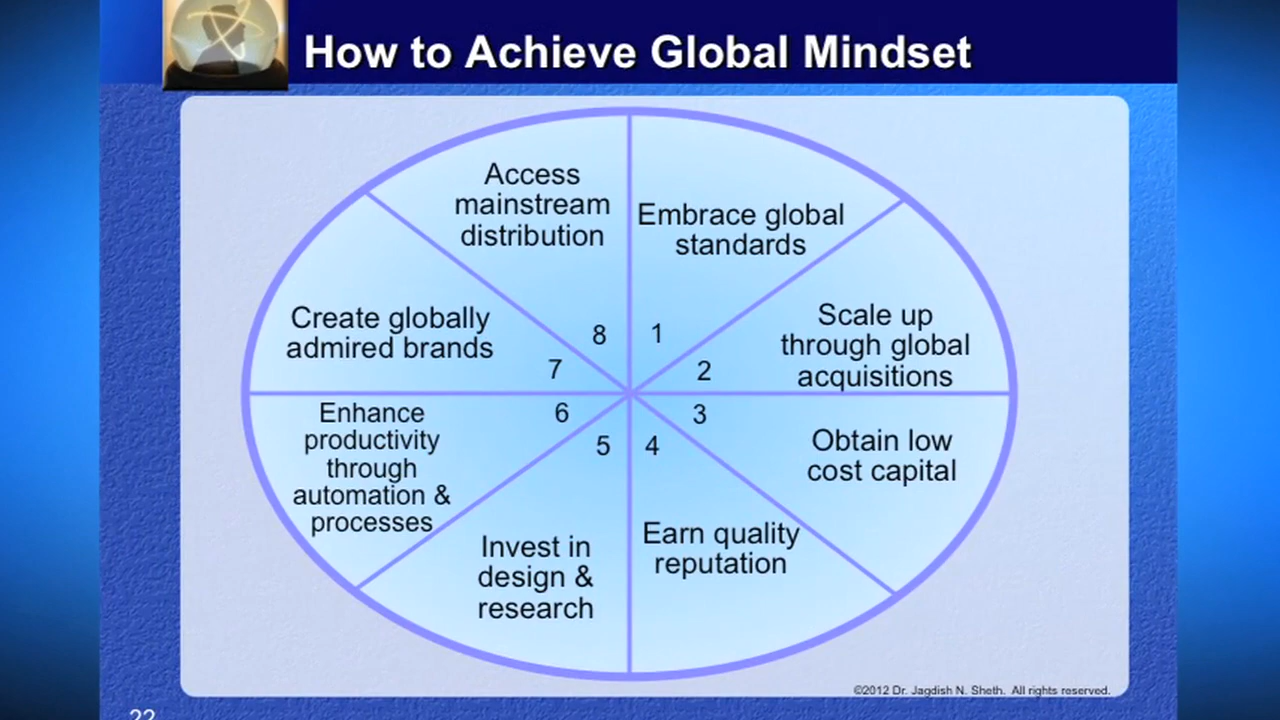 How to Achieve Global Mindset
Embrace global
standards
1
Scale up
through global
acquisitions
2
3
Obtain low
cost capital
4
Earn quality
reputation
5
Invest in
design &
research
6
Enhance
productivity
through
automation &
processes
7
Create globally
admired brands
8
Access
mainstream
distribution
©2012 Dr. Jagdish N. Sheth. All rights reserved.
22